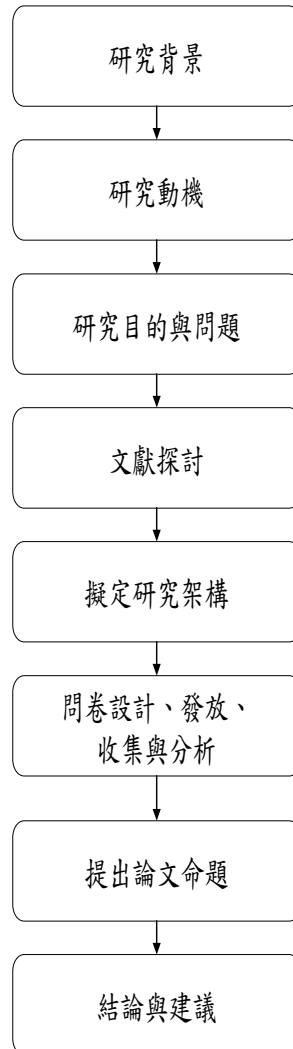 研究背景
研究動機
研究目的與問題
文獻探討
擬定研究架構
問卷設計、發放、
收集與分析
提出論文命題
結論與建議